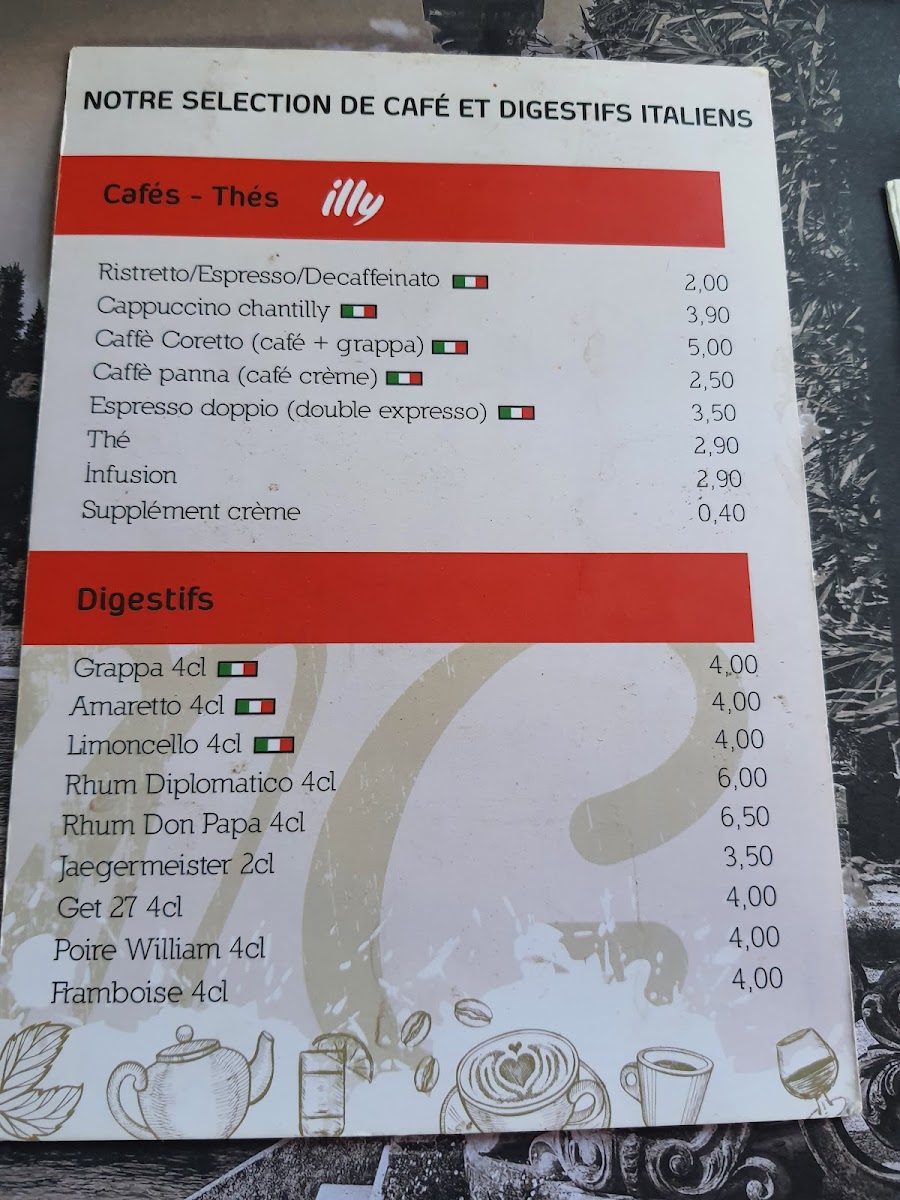 NOTRE SELECTION DE CAFÉ ET DIGESTIFS ITALIENS
Cafés - Thés illy
Ristretto/Espresso/Decaffeinato 2,00
Cappuccino chantilly 3,90
Caffè Coretto (café + grappa) 5,00
Caffè panna (café crème) 2,50
Espresso doppio (double expresso) 3,50
Thé 2,90
İnfusion 2,90
Supplément crème 0,40
Digestifs
Grappa 4cl 4,00
Amaretto 4cl 4,00
Limoncello 4cl 4,00
Rhum Diplomatico 4cl 6,00
Rhum Don Papa 4cl 6,50
Jaegermeister 2cl 3,50
Get 27 4cl 4,00
Poire William 4cl 4,00
Framboise 4cl 4,00